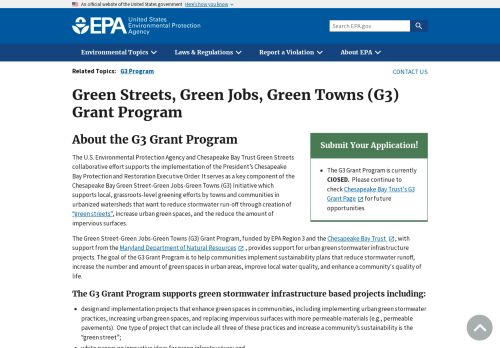 An official website of the United States government Here's how you know
EPA United States
Environmental Protection
Agency
Search EPA.gov
Environmental Topics
Laws & Regulations
Report a Violation
About EPA
Related Topics: G3 Program
CONTACT US
Green Streets, Green Jobs, Green Towns (G3)
Grant Program
About the G3 Grant Program
The U.S. Environmental Protection Agency and Chesapeake Bay Trust Green Streets
collaborative effort supports the implementation of the President's Chesapeake
Bay Protection and Restoration Executive Order. It serves as a key component of the
Chesapeake Bay Green Street-Green Jobs-Green Towns (G3) Initiative which
supports local, grassroots-level greening efforts by towns and communities in
urbanized watersheds that want to reduce stormwater run-off through creation of
"green streets", increase urban green spaces, and the reduce the amount of
impervious surfaces.
Submit Your Application!
• The G3 Grant Program is currently
CLOSED. Please continue to
check Chesapeake Bay Trust's G3
Grant Page for future
opportunities
The Green Street-Green Jobs-Green Towns (G3) Grant Program, funded by EPA Region 3 and the Chesapeake Bay Trust , with
support from the Maryland Department of Natural Resources , provides support for urban green stormwater infrastructure
projects. The goal of the G3 Grant Program is to help communities implement sustainability plans that reduce stormwater runoff,
increase the number and amount of green spaces in urban areas, improve local water quality, and enhance a community's quality of
life.
The G3 Grant Program supports green stormwater infrastructure based projects including:
• design and implementation projects that enhance green spaces in communities, including implementing urban green stormwater
practices, increasing urban green spaces, and replacing impervious surfaces with more permeable materials (e.g., permeable
pavements). One type of project that can include all of these practices and increase a community's sustainability is the
"green street";